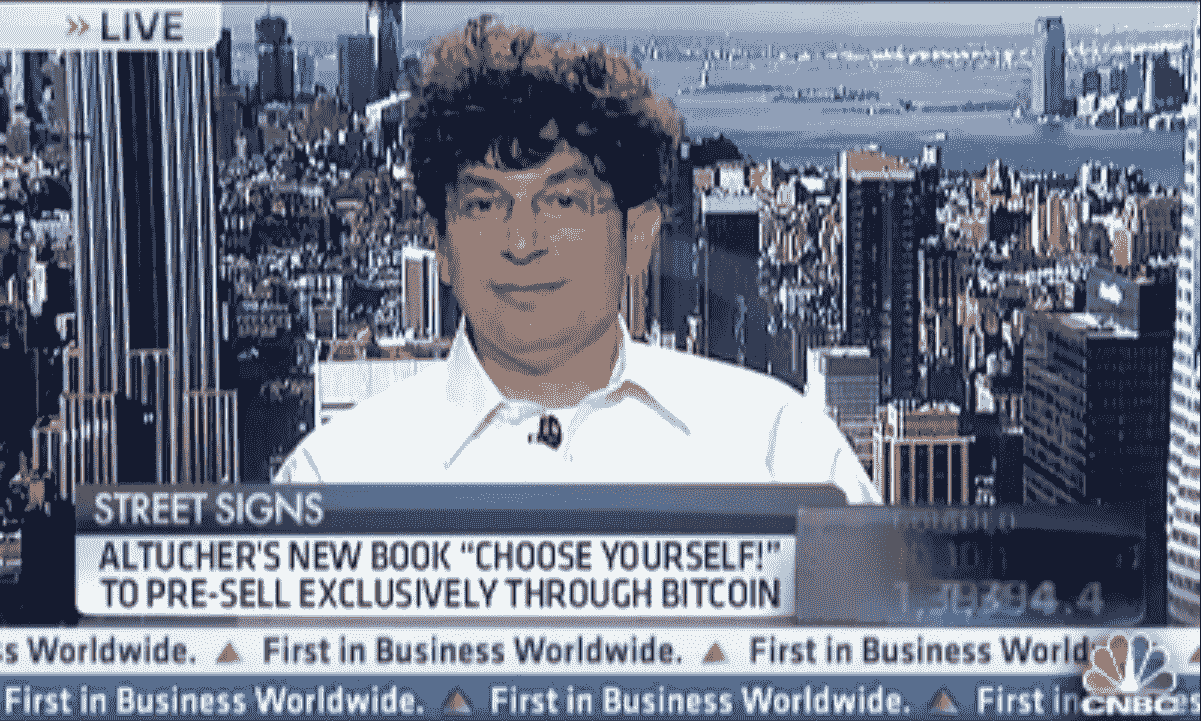 >> LIVE
STREET SIGNS
ALTUCHER'S NEW BOOK “CHOOSE YOURSELF!”
TO PRE-SELL EXCLUSIVELY THROUGH BITCOIN
s Worldwide. ▲ First in Business Worldwide. ▲ First in Business World
First in Business Worldwide. ▲ First in Business Worldwide. ▲ First in
CNBC